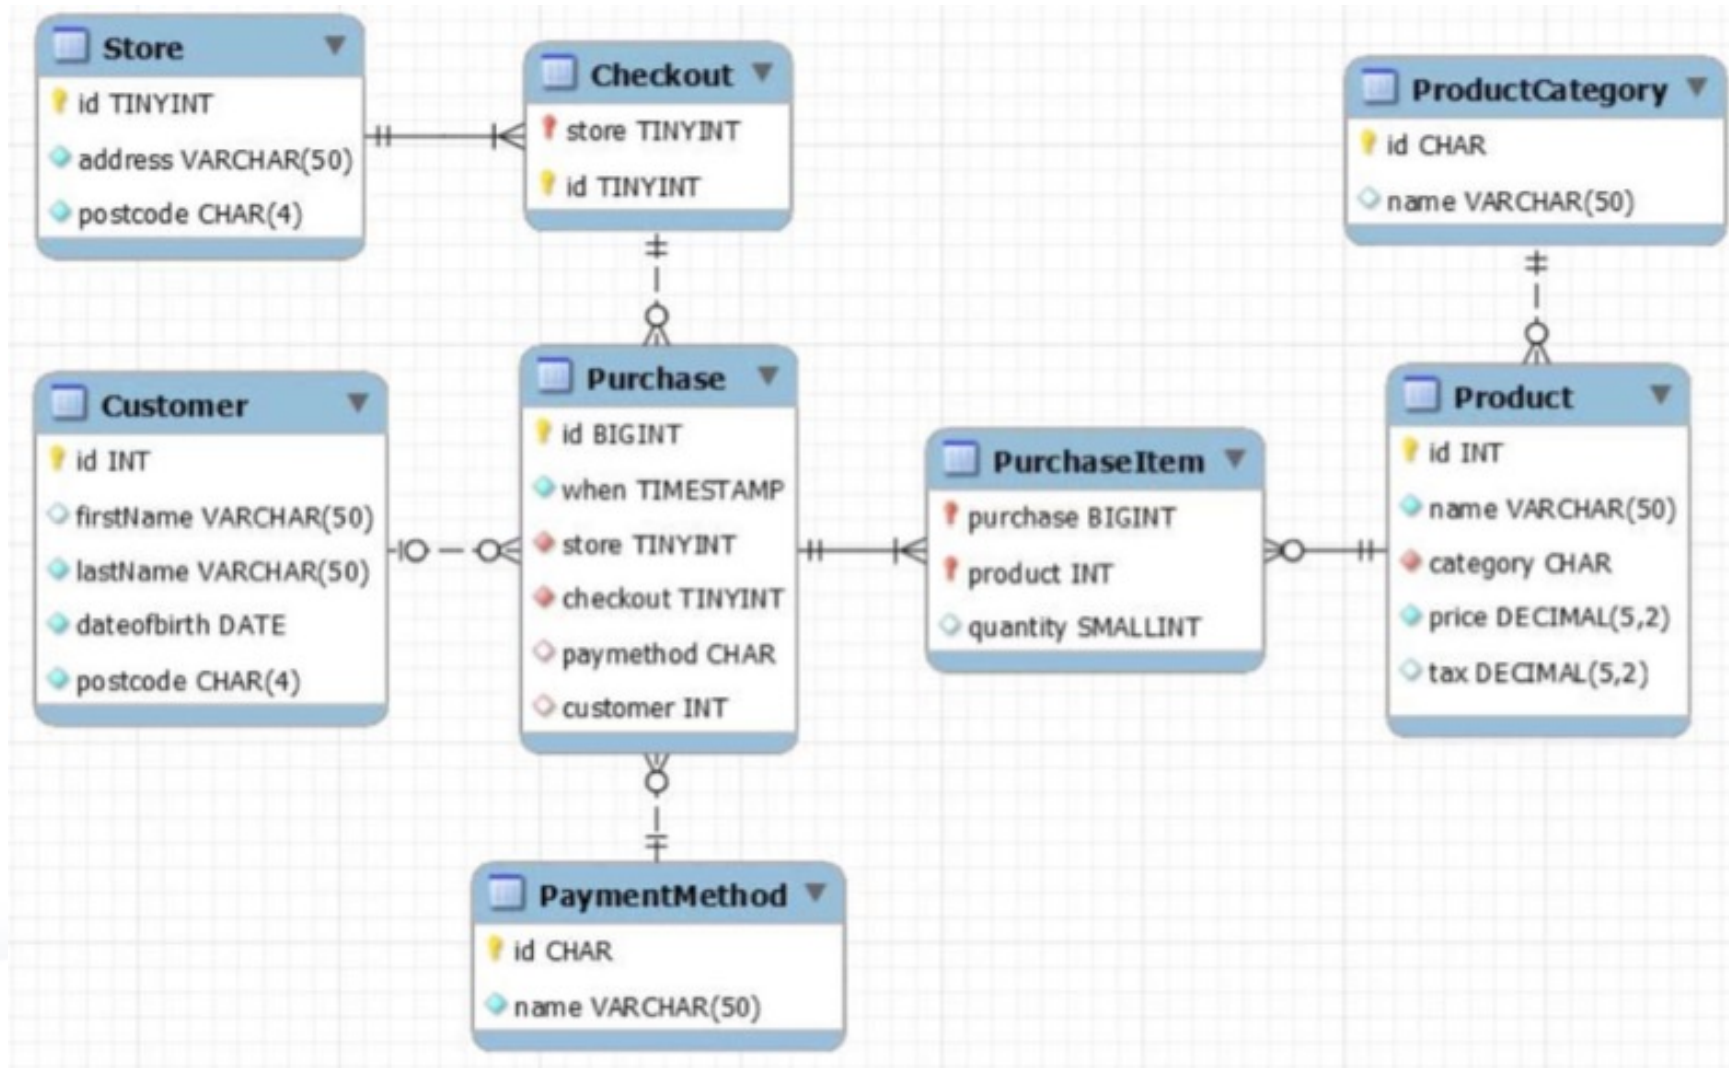 Store
id TINYINT
address VARCHAR(50)
postcode CHAR(4)
Checkout
store TINYINT
id TINYINT
ProductCategory
id CHAR
name VARCHAR(50)
Customer
id INT
firstName VARCHAR(50)
lastName VARCHAR(50)
dateofbirth DATE
postcode CHAR(4)
Purchase
id BIGINT
when TIMESTAMP
store TINYINT
checkout TINYINT
paymethod CHAR
customer INT
PurchaseItem
purchase BIGINT
product INT
quantity SMALLINT
Product
id INT
name VARCHAR(50)
category CHAR
price DECIMAL(5,2)
tax DECIMAL(5,2)
PaymentMethod
id CHAR
name VARCHAR(50)